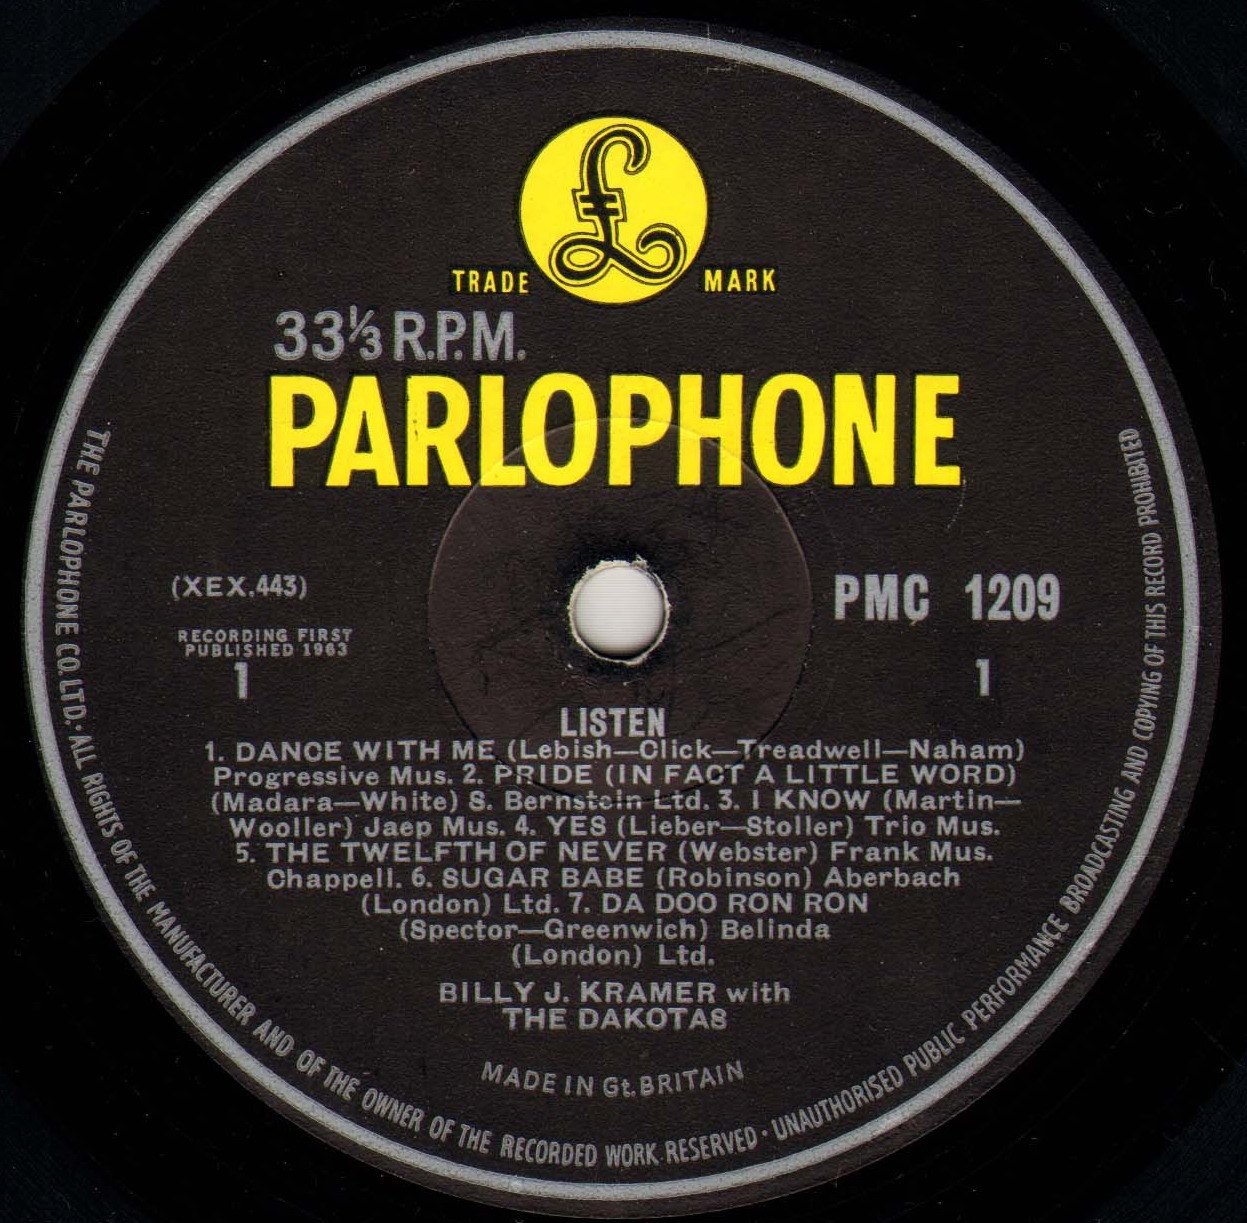 £
TRADE MARK
33⅓ R.P.M.
PARLOPHONE
(XEX.443)
PMC 1209
RECORDING FIRST
PUBLISHED 1963
1
1
LISTEN
1. DANCE WITH ME (Lebish—Click—Treadwell—Naham)
Progressive Mus. 2. PRIDE (IN FACT A LITTLE WORD)
(Madara—White) S. Bernstein Ltd. 3. I KNOW (Martin—
Wooller) Jaep Mus. 4. YES (Lieber—Stoller) Trio Mus.
5. THE TWELFTH OF NEVER (Webster) Frank Mus.
Chappell. 6. SUGAR BABE (Robinson) Aberbach
(London) Ltd. 7. DA DOO RON RON
(Spector—Greenwich) Belinda
(London) Ltd.
BILLY J. KRAMER with
THE DAKOTAS
MADE IN Gt. BRITAIN
THE PARLOPHONE CO. LTD. · ALL RIGHTS OF THE MANUFACTURER AND OF THE OWNER OF THE RECORDED WORK RESERVED · UNAUTHORISED PUBLIC PERFORMANCE BROADCASTING AND COPYING OF THIS RECORD PROHIBITED